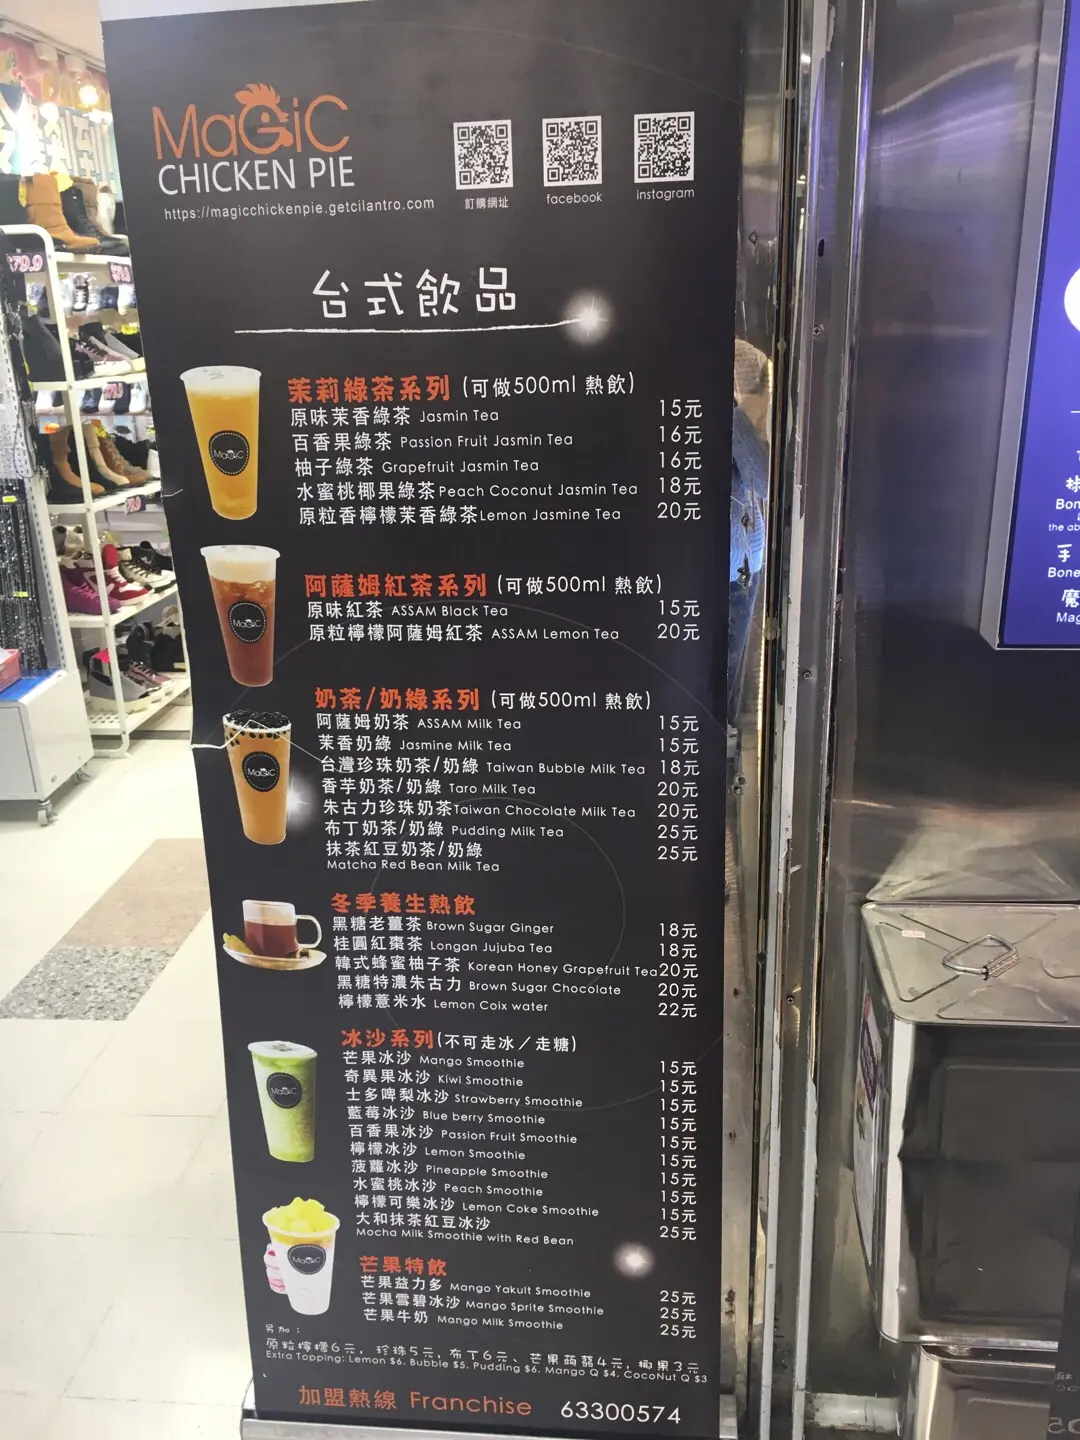 MaGiC
CHICKEN PIE
https://magicchickenpie.getcilantro.com
訂購網址
facebook
instagram
台式飲品
茉莉綠茶系列 (可做500ml 熱飲)
原味茉香綠茶 Jasmin Tea 15元
百香果綠茶 Passion Fruit Jasmin Tea 16元
柚子綠茶 Grapefruit Jasmin Tea 16元
水蜜桃椰果綠茶Peach Coconut Jasmin Tea 18元
原粒香檸檬茉香綠茶Lemon Jasmine Tea 20元
阿薩姆紅茶系列 (可做500ml 熱飲)
原味紅茶 ASSAM Black Tea 15元
原粒檸檬阿薩姆紅茶 ASSAM Lemon Tea 20元
奶茶/奶綠系列 (可做500ml 熱飲)
阿薩姆奶茶 ASSAM Milk Tea 15元
茉香奶綠 Jasmine Milk Tea 15元
台灣珍珠奶茶/奶綠 Taiwan Bubble Milk Tea 18元
香芋奶茶/奶綠 Taro Milk Tea 20元
朱古力珍珠奶茶Taiwan Chocolate Milk Tea 20元
布丁奶茶/奶綠 Pudding Milk Tea 25元
抹茶紅豆奶茶/奶綠 25元
Matcha Red Bean Milk Tea
冬季養生熱飲
黑糖老薑茶 Brown Sugar Ginger 18元
桂圓紅棗茶 Longan Jujuba Tea 18元
韓式蜂蜜柚子茶 Korean Honey Grapefruit Tea 20元
黑糖特濃朱古力 Brown Sugar Chocolate 20元
檸檬薏米水 Lemon Coix water 22元
冰沙系列(不可走冰／走糖)
芒果冰沙 Mango Smoothie 15元
奇異果冰沙 Kiwi Smoothie 15元
士多啤梨冰沙 Strawberry Smoothie 15元
藍莓冰沙 Blue berry Smoothie 15元
百香果冰沙 Passion Fruit Smoothie 15元
檸檬冰沙 Lemon Smoothie 15元
菠蘿冰沙 Pineapple Smoothie 15元
水蜜桃冰沙 Peach Smoothie 15元
檸檬可樂冰沙 Lemon Coke Smoothie 15元
大和抹茶紅豆冰沙 25元
Mocha Milk Smoothie with Red Bean
芒果特飲
芒果益力多 Mango Yakult Smoothie 25元
芒果雪碧冰沙 Mango Sprite Smoothie 25元
芒果牛奶 Mango Milk Smoothie 25元
另加：
原粒檸檬6元，珍珠5元，布丁6元、芒果蒟蒻4元，椰果3元
Extra Topping: Lemon $6, Bubble $5, Pudding $6, Mango Q $4, CocoNut Q $3
加盟熱線 Franchise 63300574
79.9
Bon
the ab
手
Bone
魔
Mag